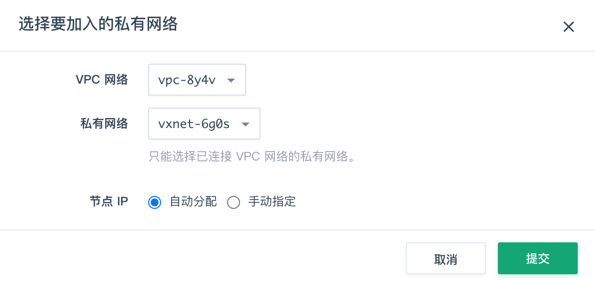 选择要加入的私有网络
VPC 网络 vpc-8y4v
私有网络 vxnet-6g0s
只能选择已连接 VPC 网络的私有网络。
节点 IP 自动分配 手动指定
取消 提交